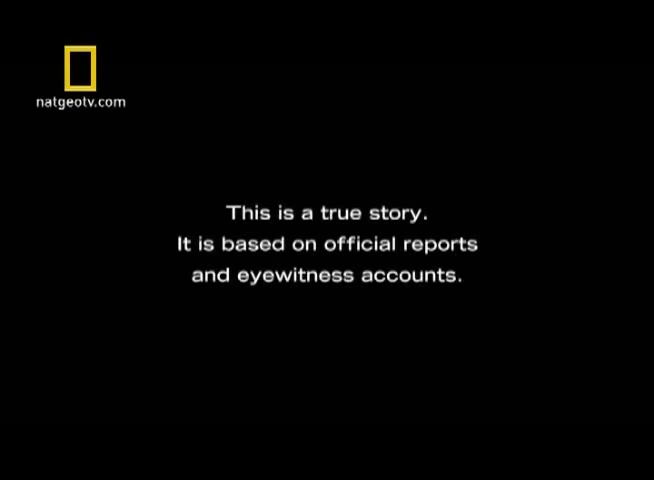 natgeotv.com
This is a true story.
It is based on official reports
and eyewitness accounts.